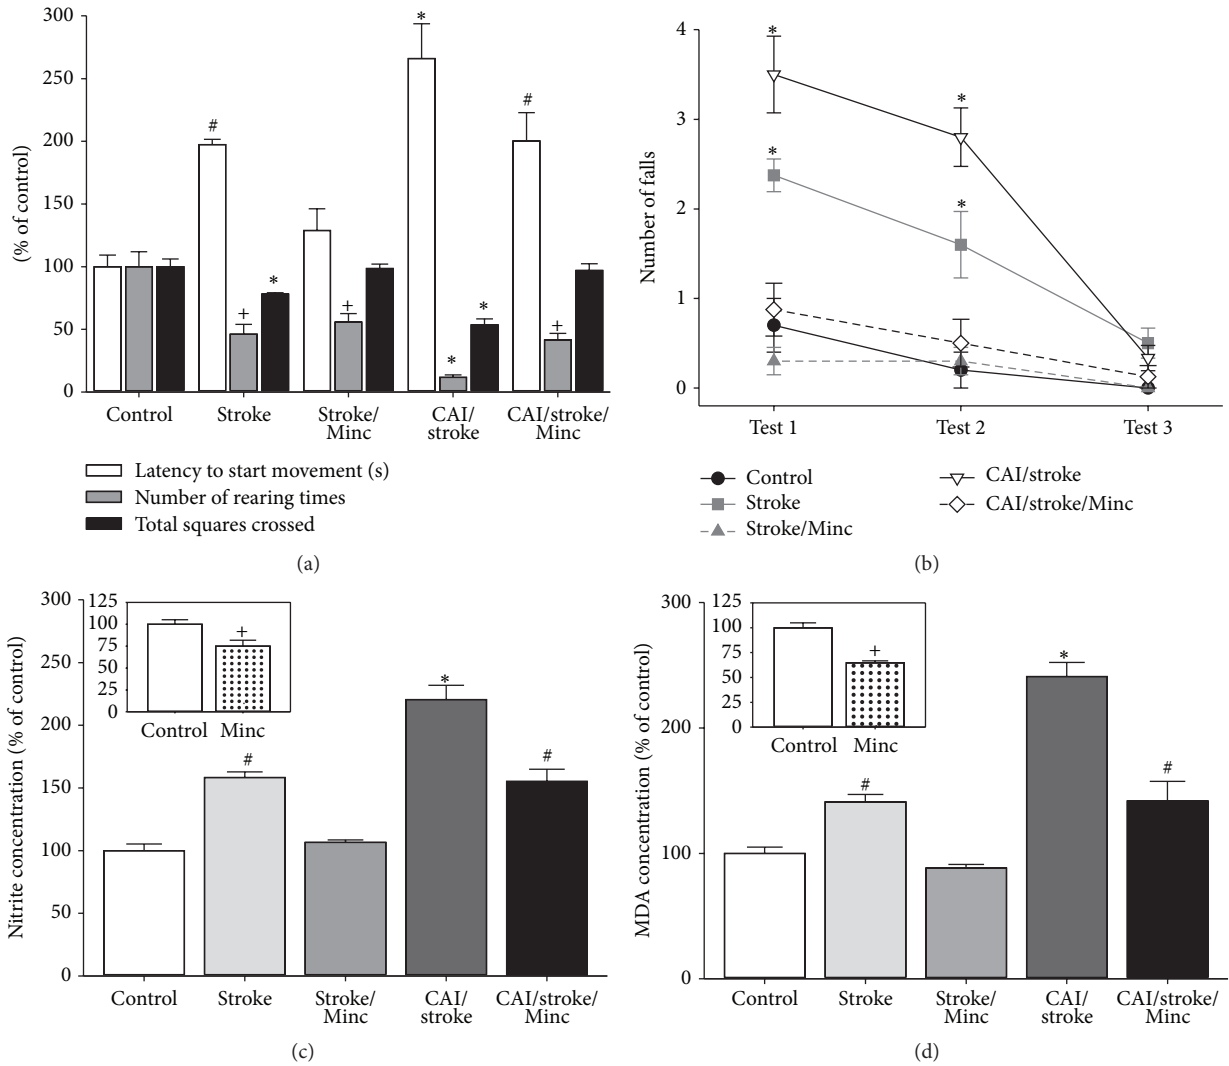 300
250
200
150
100
50
0
(% of control)
*
#
#
+
*
+
*
*
+
Control
Stroke
Stroke/
Minc
CAI/
stroke
CAI/stroke/
Minc
Latency to start movement (s)
Number of rearing times
Total squares crossed
(a)
4
3
2
1
0
Number of falls
*
*
*
*
Test 1
Test 2
Test 3
Control
Stroke
Stroke/Minc
CAI/stroke
CAI/stroke/Minc
(b)
300
250
200
150
100
50
0
Nitrite concentration (% of control)
125
100
75
50
25
0
+
Control
Minc
#
*
#
Control
Stroke
Stroke/
Minc
CAI/
stroke
CAI/stroke/
Minc
(c)
300
200
100
0
MDA concentration (% of control)
125
100
75
50
25
0
+
Control
Minc
#
*
#
Control
Stroke
Stroke/
Minc
CAI/
stroke
CAI/stroke/
Minc
(d)